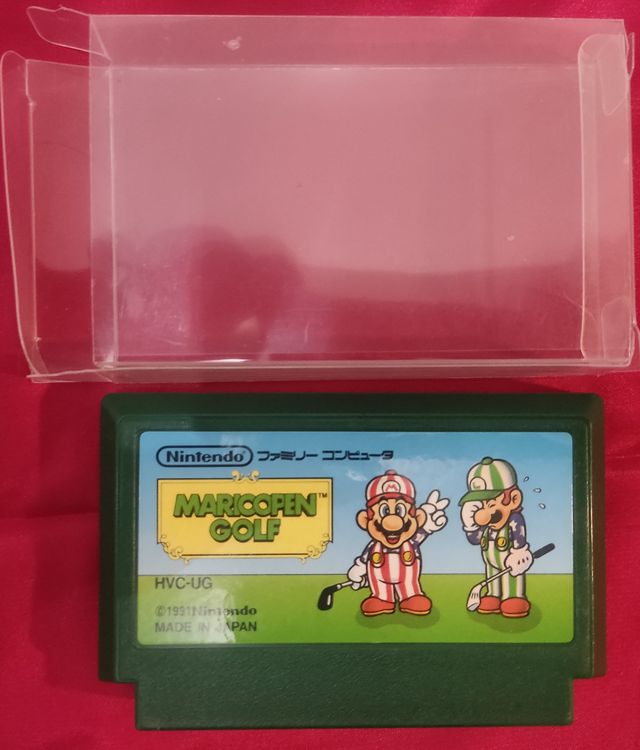 Nintendo ファミリー コンピュータ
MARIOOPEN™
GOLF
HVC-UG
©1991Nintendo
MADE IN JAPAN
M